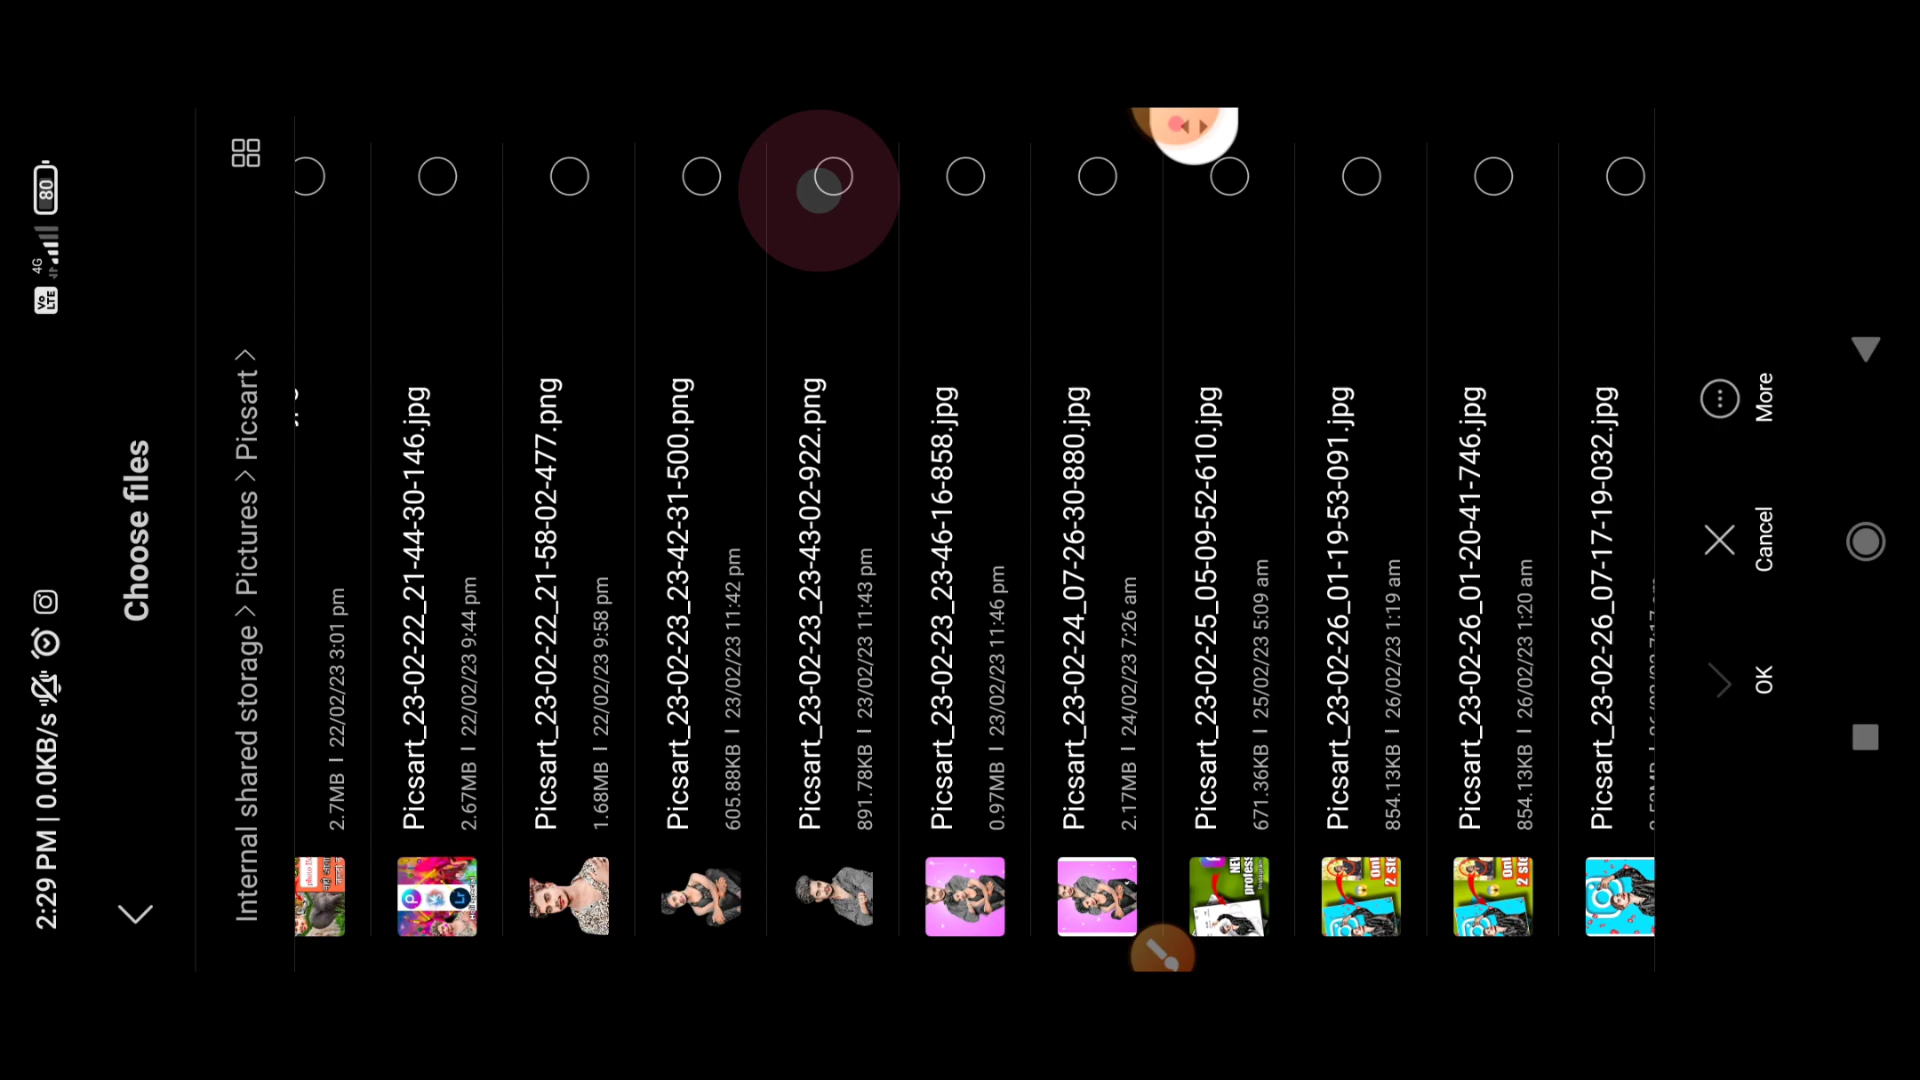 2:29 PM | 0.0KB/s
4G
Vo
LTE
80
Choose files
Internal shared storage > Pictures > Picsart >
2.7MB | 22/02/23 3:01 pm
Picsart_23-02-22_21-44-30-146.jpg
2.67MB | 22/02/23 9:44 pm
Picsart_23-02-22_21-58-02-477.png
1.68MB | 22/02/23 9:58 pm
Picsart_23-02-23_23-42-31-500.png
605.88KB | 23/02/23 11:42 pm
Picsart_23-02-23_23-43-02-922.png
891.78KB | 23/02/23 11:43 pm
Picsart_23-02-23_23-46-16-858.jpg
0.97MB | 23/02/23 11:46 pm
Picsart_23-02-24_07-26-30-880.jpg
2.17MB | 24/02/23 7:26 am
Picsart_23-02-25_05-09-52-610.jpg
671.36KB | 25/02/23 5:09 am
Picsart_23-02-26_01-19-53-091.jpg
854.13KB | 26/02/23 1:19 am
Picsart_23-02-26_01-20-41-746.jpg
854.13KB | 26/02/23 1:20 am
Picsart_23-02-26_07-17-19-032.jpg
OK
Cancel
More